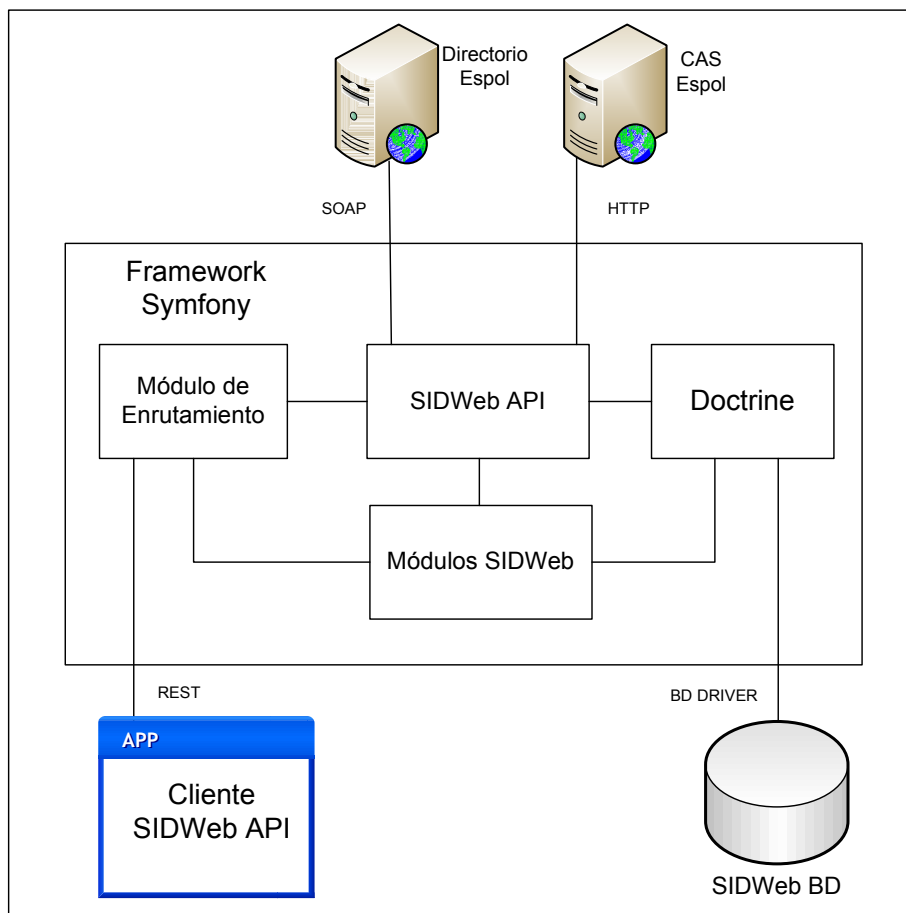 Directorio
Espol
CAS
Espol
SOAP
HTTP
Framework
Symfony
Módulo de
Enrutamiento
SIDWeb API
Doctrine
Módulos SIDWeb
REST
BD DRIVER
APP
Cliente
SIDWeb API
SIDWeb BD